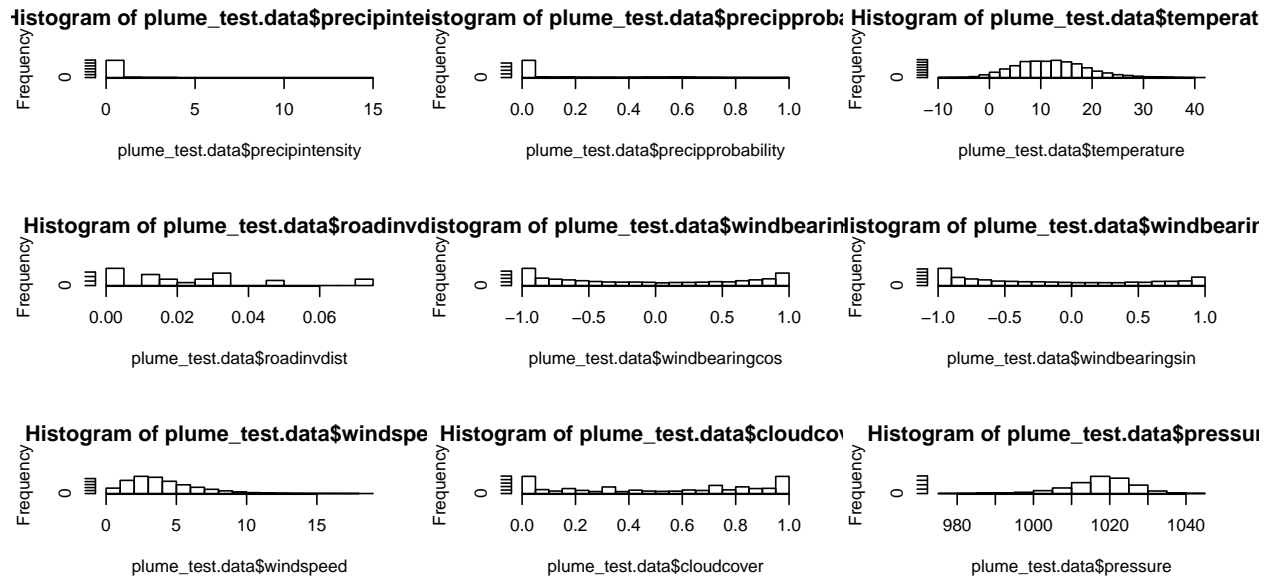 Histogram of plume_test.data$precipinte
istogram of plume_test.data$precipproba
Histogram of plume_test.data$temperat
Frequency
0
0 5 10 15
plume_test.data$precipintensity
Frequency
0
0.0 0.2 0.4 0.6 0.8 1.0
plume_test.data$precipprobability
Frequency
0
−10 0 10 20 30 40
plume_test.data$temperature
Histogram of plume_test.data$roadinvd
istogram of plume_test.data$windbearin
Histogram of plume_test.data$windbearin
Frequency
0
0.00 0.02 0.04 0.06
plume_test.data$roadinvdist
Frequency
0
−1.0 −0.5 0.0 0.5 1.0
plume_test.data$windbearingcos
Frequency
0
−1.0 −0.5 0.0 0.5 1.0
plume_test.data$windbearingsin
Histogram of plume_test.data$windspe
Histogram of plume_test.data$cloudcov
Histogram of plume_test.data$pressur
Frequency
0
0 5 10 15
plume_test.data$windspeed
Frequency
0
0.0 0.2 0.4 0.6 0.8 1.0
plume_test.data$cloudcover
Frequency
0
980 1000 1020 1040
plume_test.data$pressure